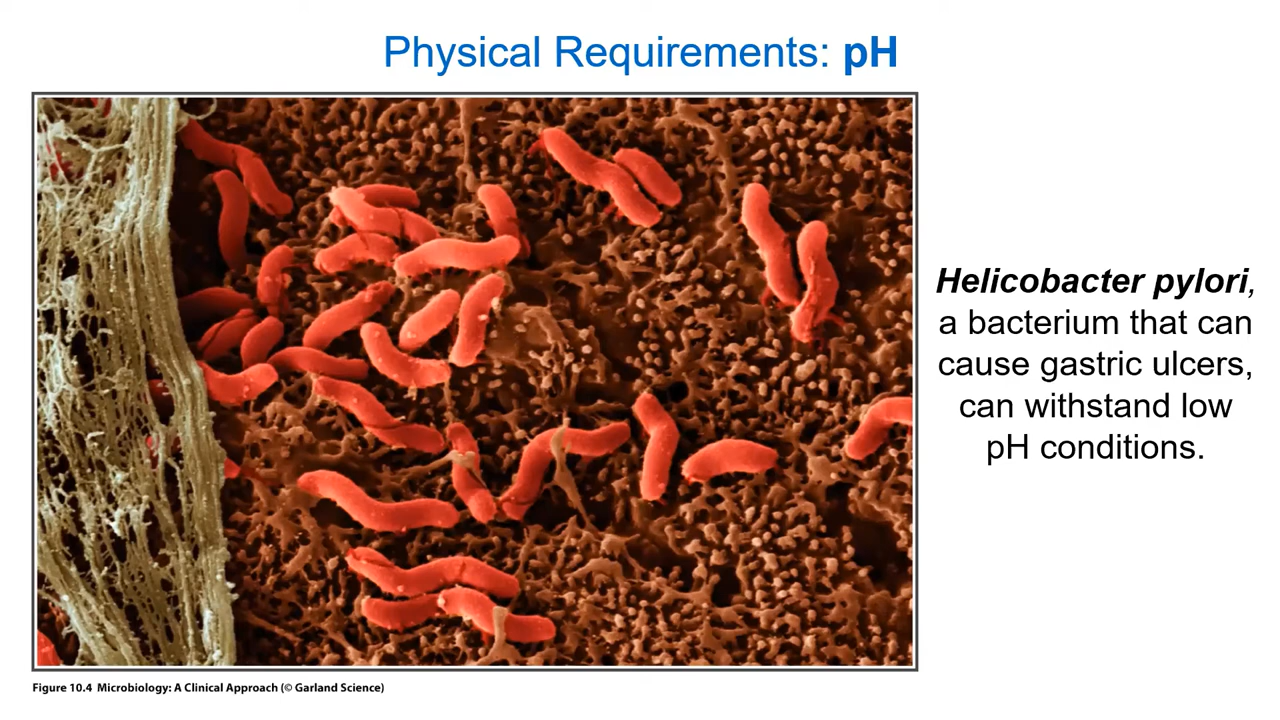 Physical Requirements: pH
Helicobacter pylori,
a bacterium that can
cause gastric ulcers,
can withstand low
pH conditions.
Figure 10.4 Microbiology: A Clinical Approach (© Garland Science)